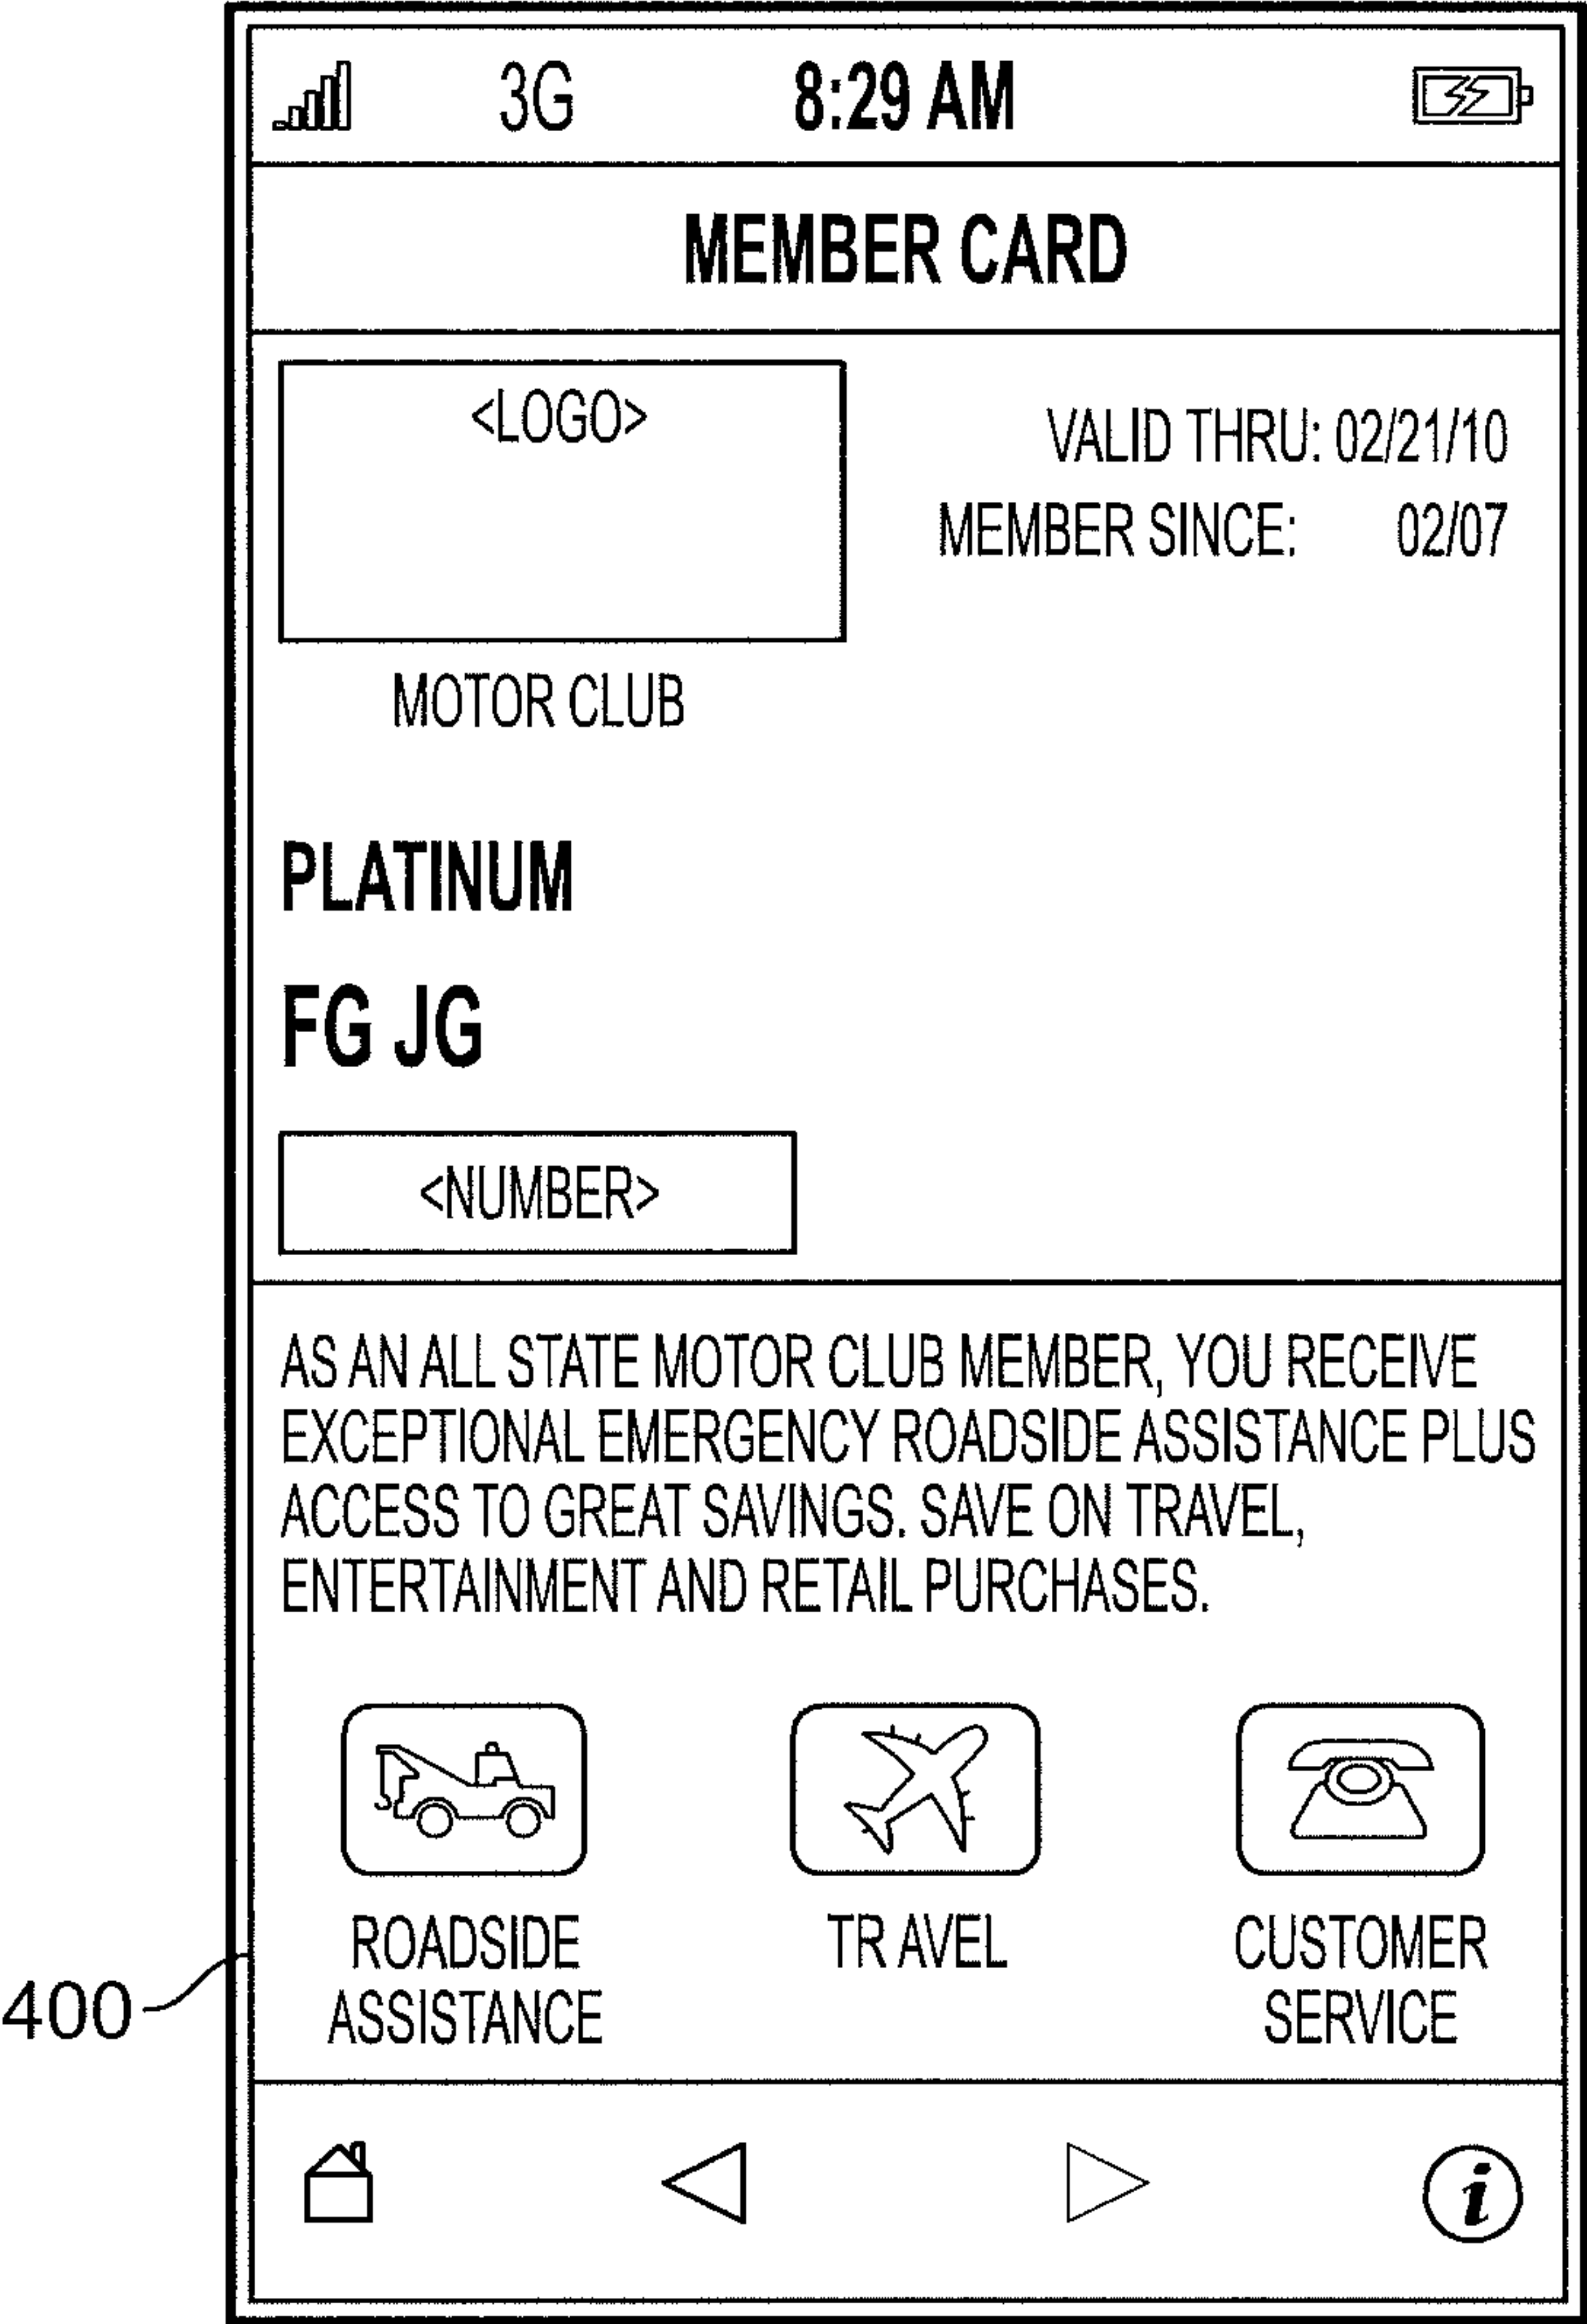 3G 8:29 AM
MEMBER CARD
<LOGO>
VALID THRU: 02/21/10
MEMBER SINCE: 02/07
MOTOR CLUB
PLATINUM
FG JG
<NUMBER>
AS AN ALL STATE MOTOR CLUB MEMBER, YOU RECEIVE
EXCEPTIONAL EMERGENCY ROADSIDE ASSISTANCE PLUS
ACCESS TO GREAT SAVINGS. SAVE ON TRAVEL,
ENTERTAINMENT AND RETAIL PURCHASES.
ROADSIDE
ASSISTANCE
TR AVEL
CUSTOMER
SERVICE
400
i